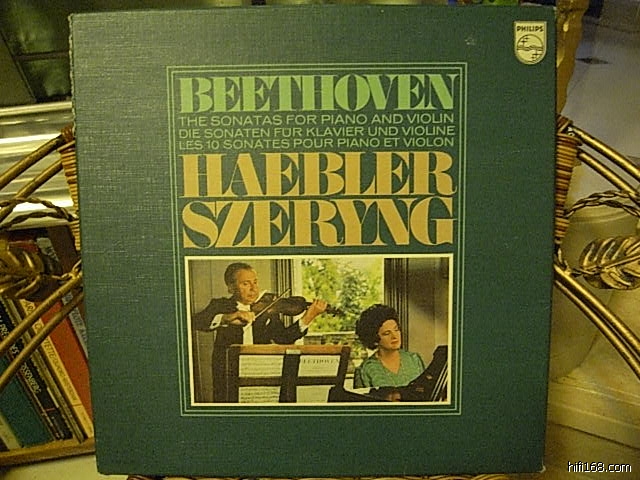 PHILIPS
BEETHOVEN
THE SONATAS FOR PIANO AND VIOLIN
DIE SONATEN FÜR KLAVIER UND VIOLINE
LES 10 SONATES POUR PIANO ET VIOLON
HAEBLER
SZERYNG
BEETHOVEN
hifi168.com